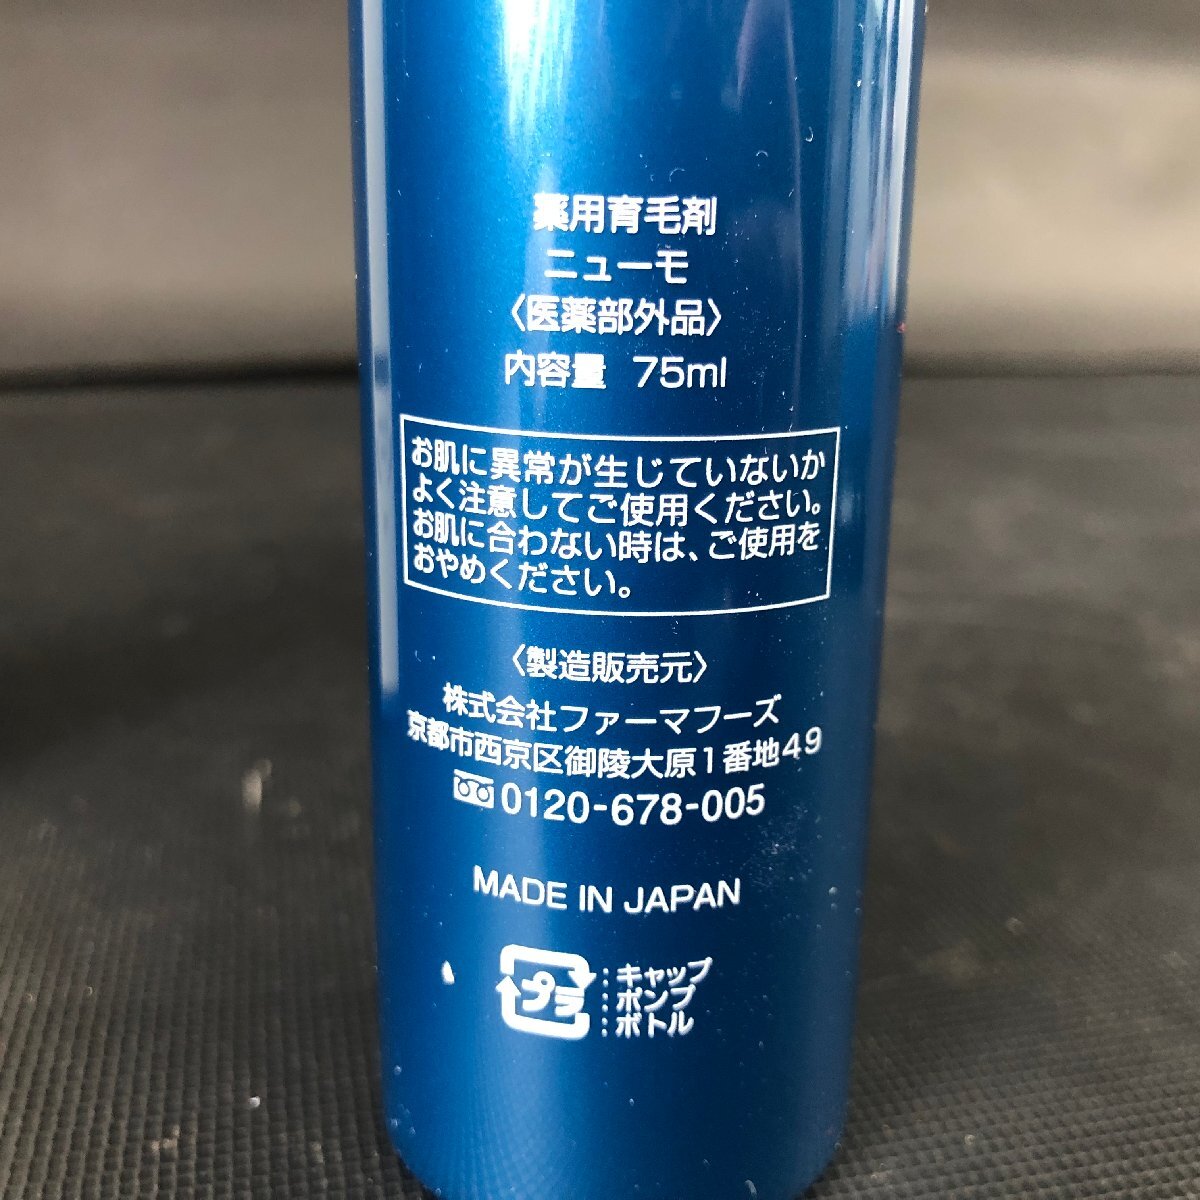 薬用育毛剤
ニューモ
〈医薬部外品〉
内容量 75ml
お肌に異常が生じていないか
よく注意してご使用ください。
お肌に合わない時は、ご使用を
おやめください。
〈製造販売元〉
株式会社ファーマフーズ
京都市西京区御陵大原1番地49
0120-678-005
MADE IN JAPAN
プラ
:キャップ
:ポンプ
:ボトル